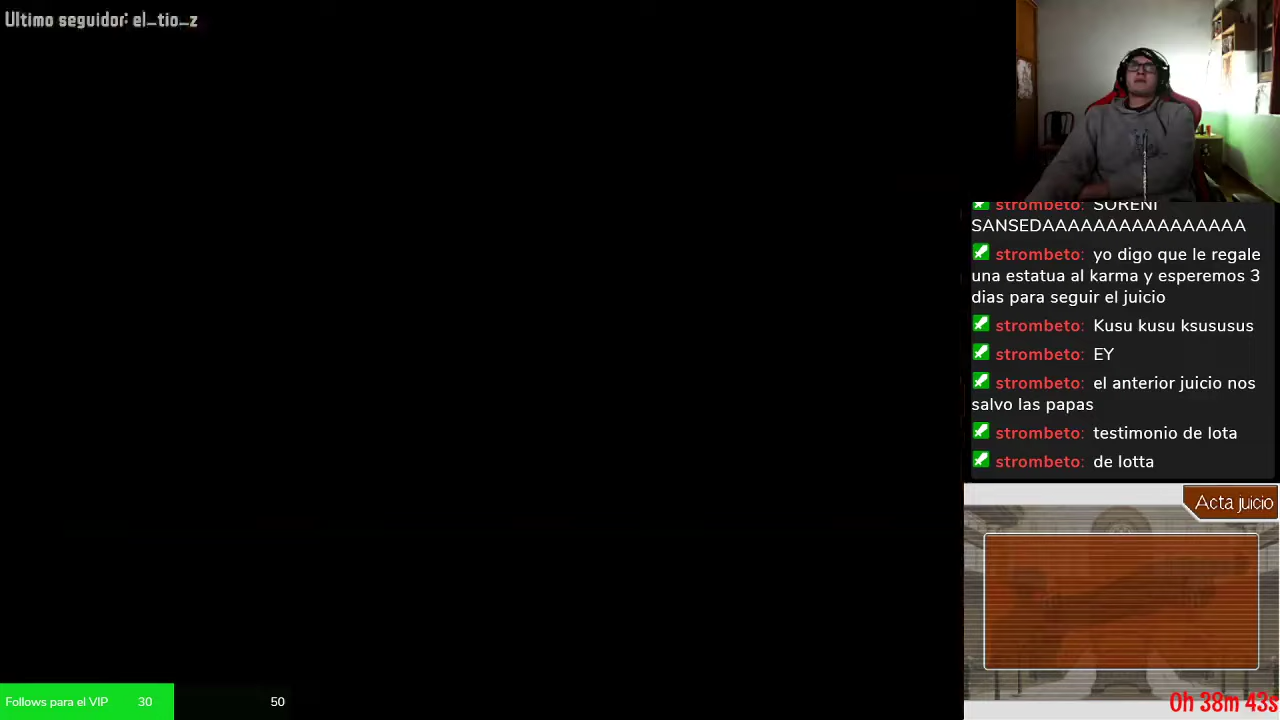 Ultimo seguidor: el_tio_z
strombeto: SORENI
SANSEDAAAAAAAAAAAAAAAA
strombeto: yo digo que le regale
una estatua al karma y esperemos 3
dias para seguir el juicio
strombeto: Kusu kusu ksususus
strombeto: EY
strombeto: el anterior juicio nos
salvo las papas
strombeto: testimonio de lota
strombeto: de lotta
Acta juicio
Follows para el VIP 30 50
0h 38m 43s